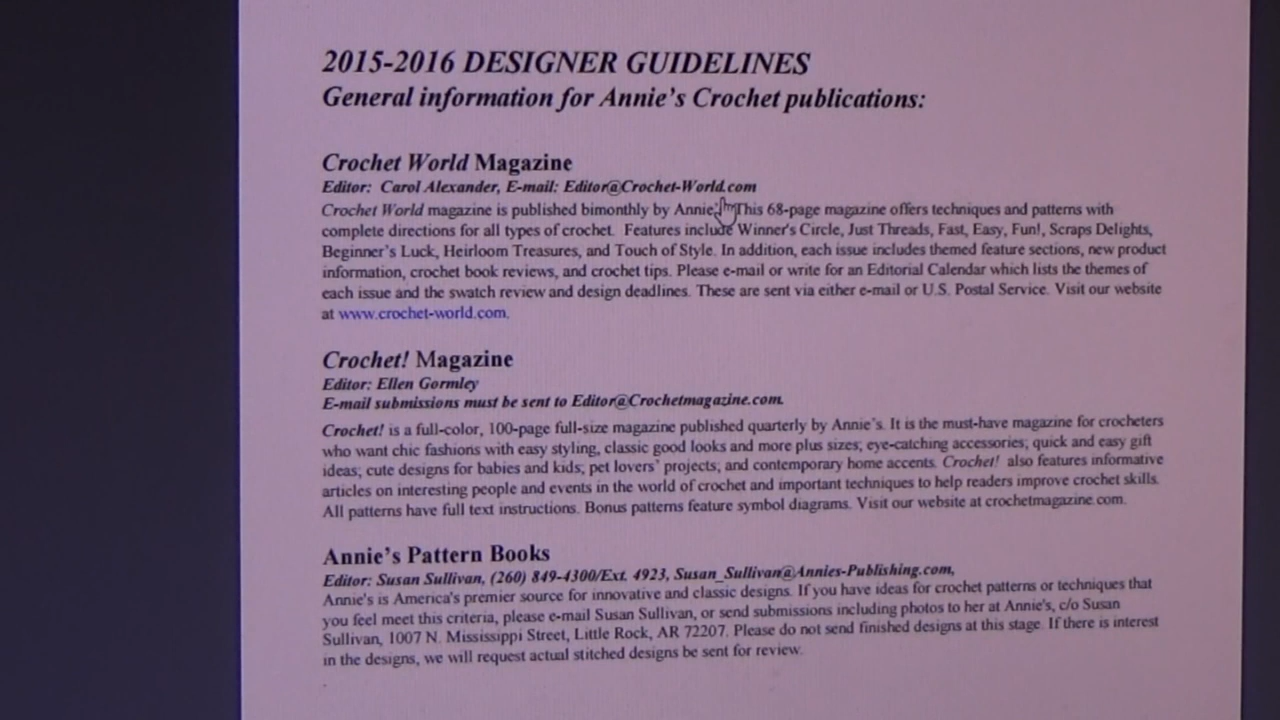 2015-2016 DESIGNER GUIDELINES
General information for Annie's Crochet publications:
Crochet World Magazine
Editor: Carol Alexander, E-mail: Editor@Crochet-World.com
Crochet World magazine is published bimonthly by Annie's This 68-page magazine offers techniques and patterns with
complete directions for all types of crochet. Features include Winner's Circle, Just Threads, Fast, Easy, Fun!, Scraps Delights,
Beginner's Luck, Heirloom Treasures, and Touch of Style. In addition, each issue includes themed feature sections, new product
information, crochet book reviews, and crochet tips. Please e-mail or write for an Editorial Calendar which lists the themes of
each issue and the swatch review and design deadlines. These are sent via either e-mail or U.S. Postal Service. Visit our website
at www.crochet-world.com.
Crochet! Magazine
Editor: Ellen Gormley
E-mail submissions must be sent to Editor@Crochetmagazine.com.
Crochet! is a full-color, 100-page full-size magazine published quarterly by Annie's. It is the must-have magazine for crocheters
who want chic fashions with easy styling, classic good looks and more plus sizes; eye-catching accessories; quick and easy gift
ideas; cute designs for babies and kids; pet lovers' projects; and contemporary home accents. Crochet! also features informative
articles on interesting people and events in the world of crochet and important techniques to help readers improve crochet skills.
All patterns have full text instructions. Bonus patterns feature symbol diagrams. Visit our website at crochetmagazine.com.
Annie's Pattern Books
Editor: Susan Sullivan, (260) 849-4300/Ext. 4923, Susan_Sullivan@Annies-Publishing.com,
Annie's is America's premier source for innovative and classic designs. If you have ideas for crochet patterns or techniques that
you feel meet this criteria, please e-mail Susan Sullivan, or send submissions including photos to her at Annie's, c/o Susan
Sullivan, 1007 N. Mississippi Street, Little Rock, AR 72207. Please do not send finished designs at this stage. If there is interest
in the designs, we will request actual stitched designs be sent for review.